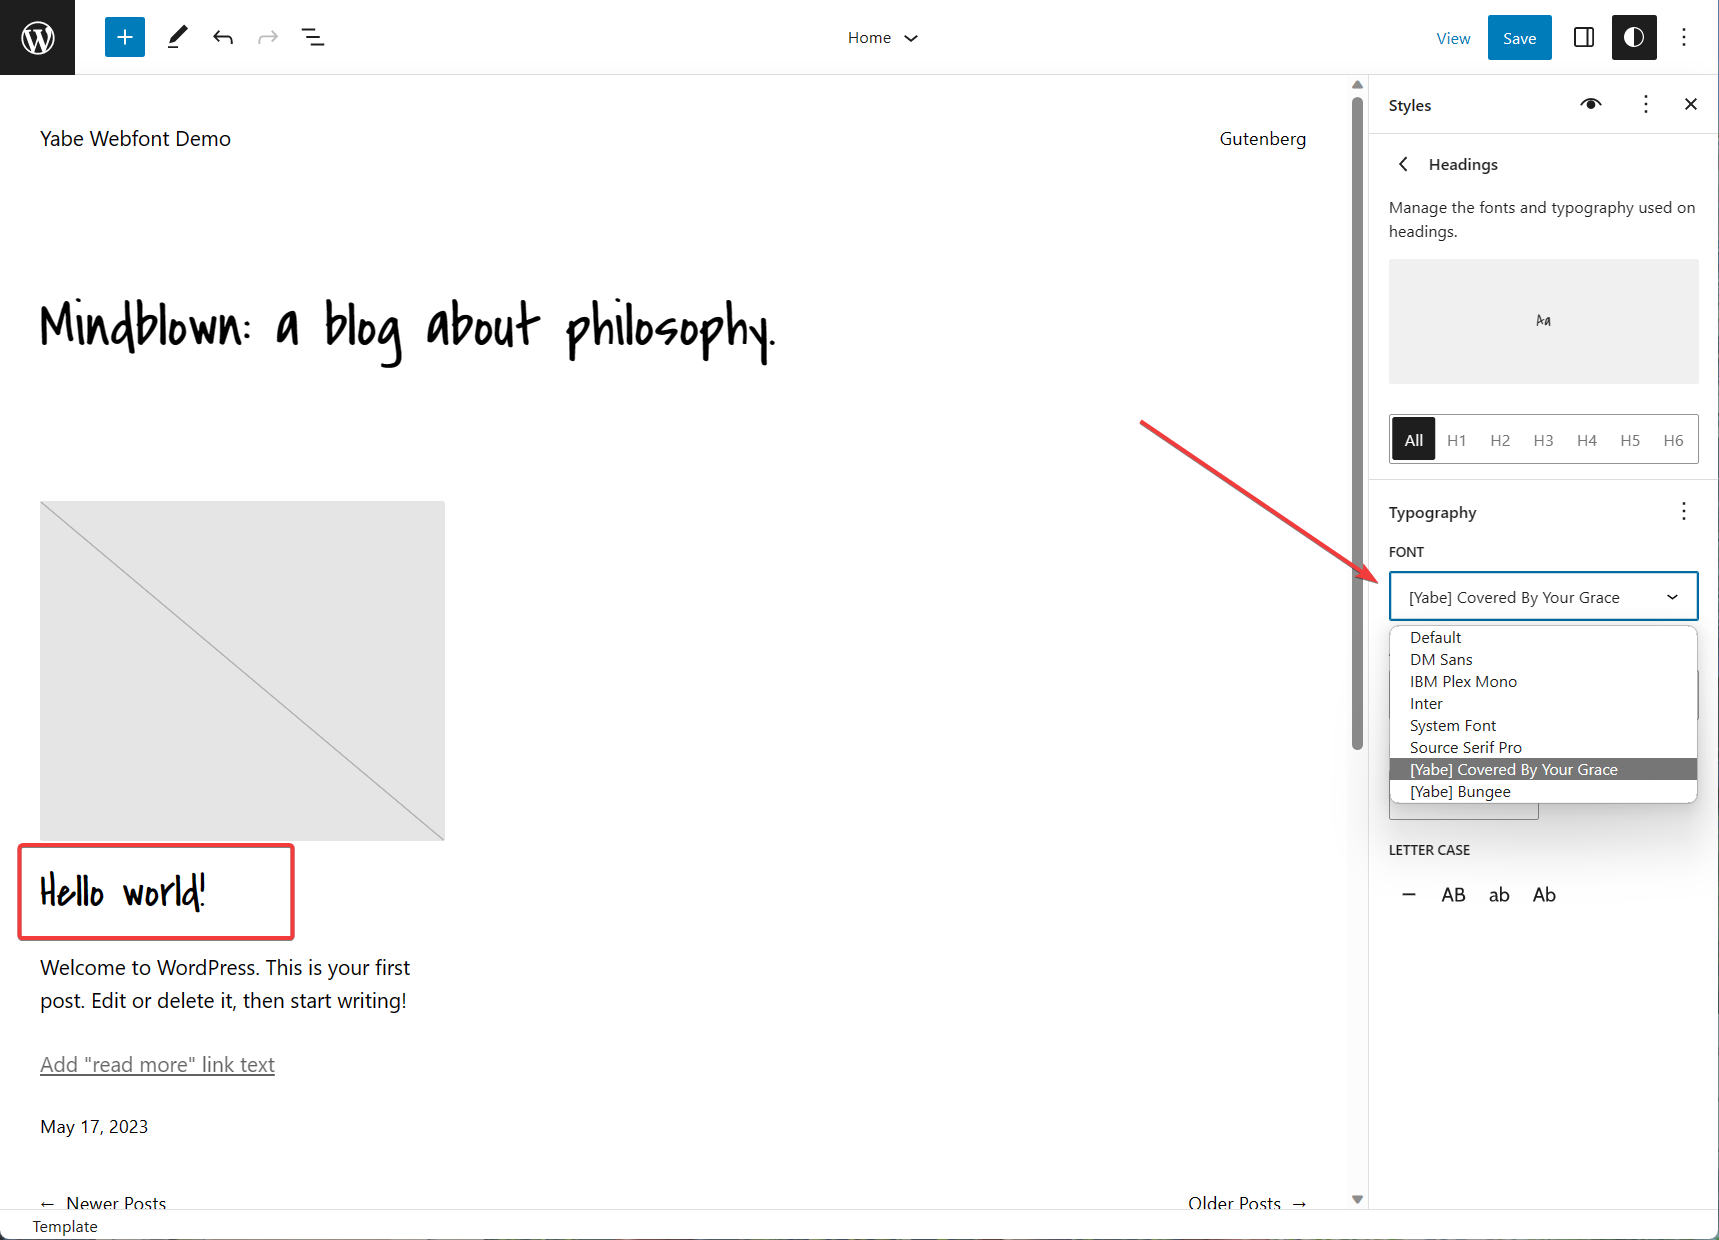 Home
View
Save
Yabe Webfont Demo
Gutenberg
Mindblown: a blog about philosophy.
Hello world!
Welcome to WordPress. This is your first
post. Edit or delete it, then start writing!
Add "read more" link text
May 17, 2023
← Newer Posts
Older Posts →
Template
Styles
Headings
Manage the fonts and typography used on
headings.
Aa
All H1 H2 H3 H4 H5 H6
Typography
FONT
[Yabe] Covered By Your Grace
Default
DM Sans
IBM Plex Mono
Inter
System Font
Source Serif Pro
[Yabe] Covered By Your Grace
[Yabe] Bungee
LETTER CASE
— AB ab Ab